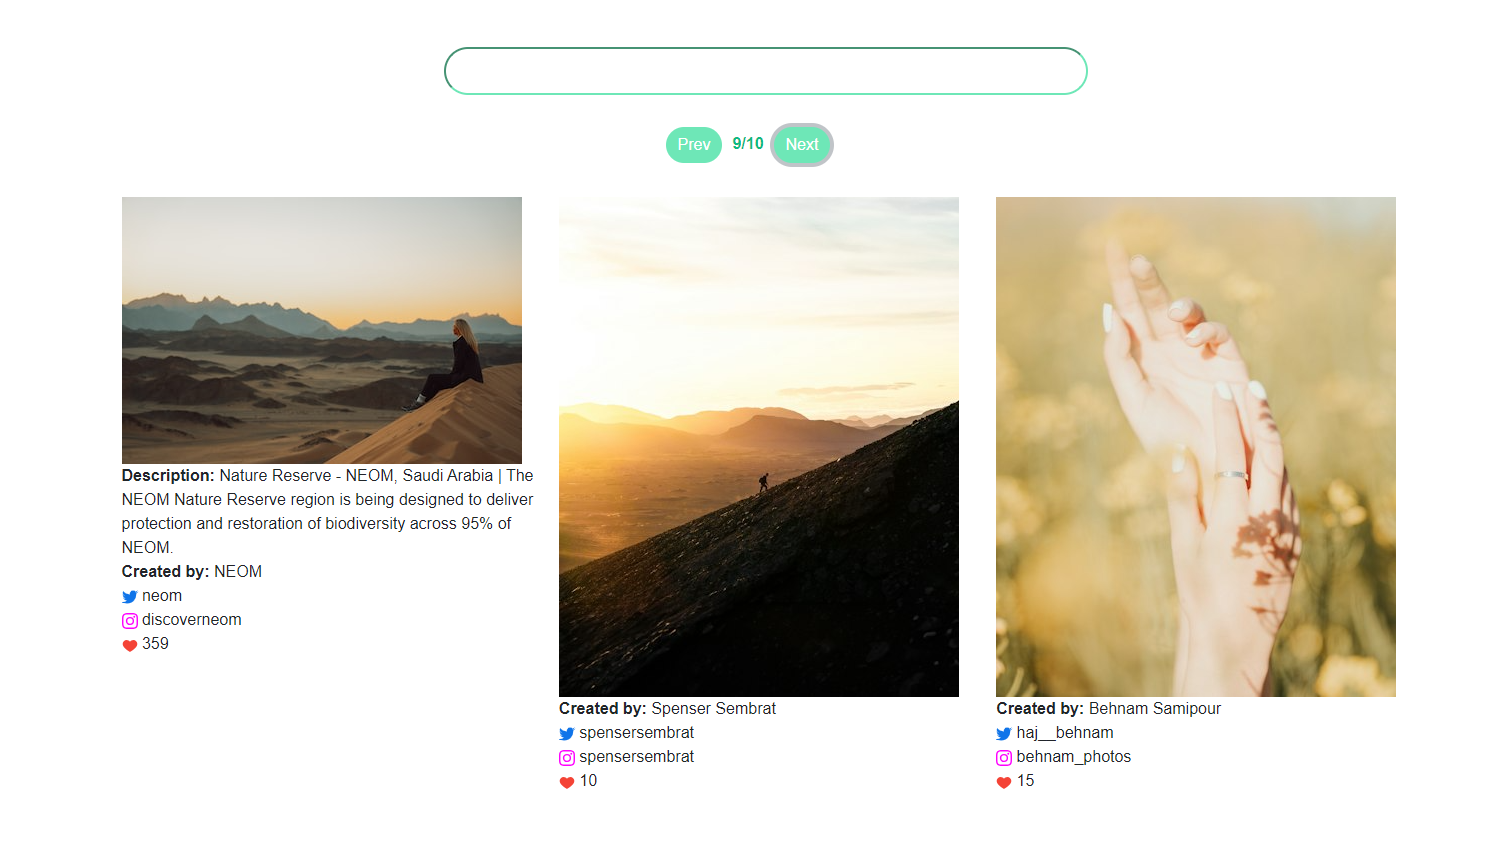 Prev 9/10 Next
Description: Nature Reserve - NEOM, Saudi Arabia | The
NEOM Nature Reserve region is being designed to deliver
protection and restoration of biodiversity across 95% of
NEOM.
Created by: NEOM
neom
discoverneom
359
Created by: Spenser Sembrat
spensersembrat
spensersembrat
10
Created by: Behnam Samipour
haj__behnam
behnam_photos
15